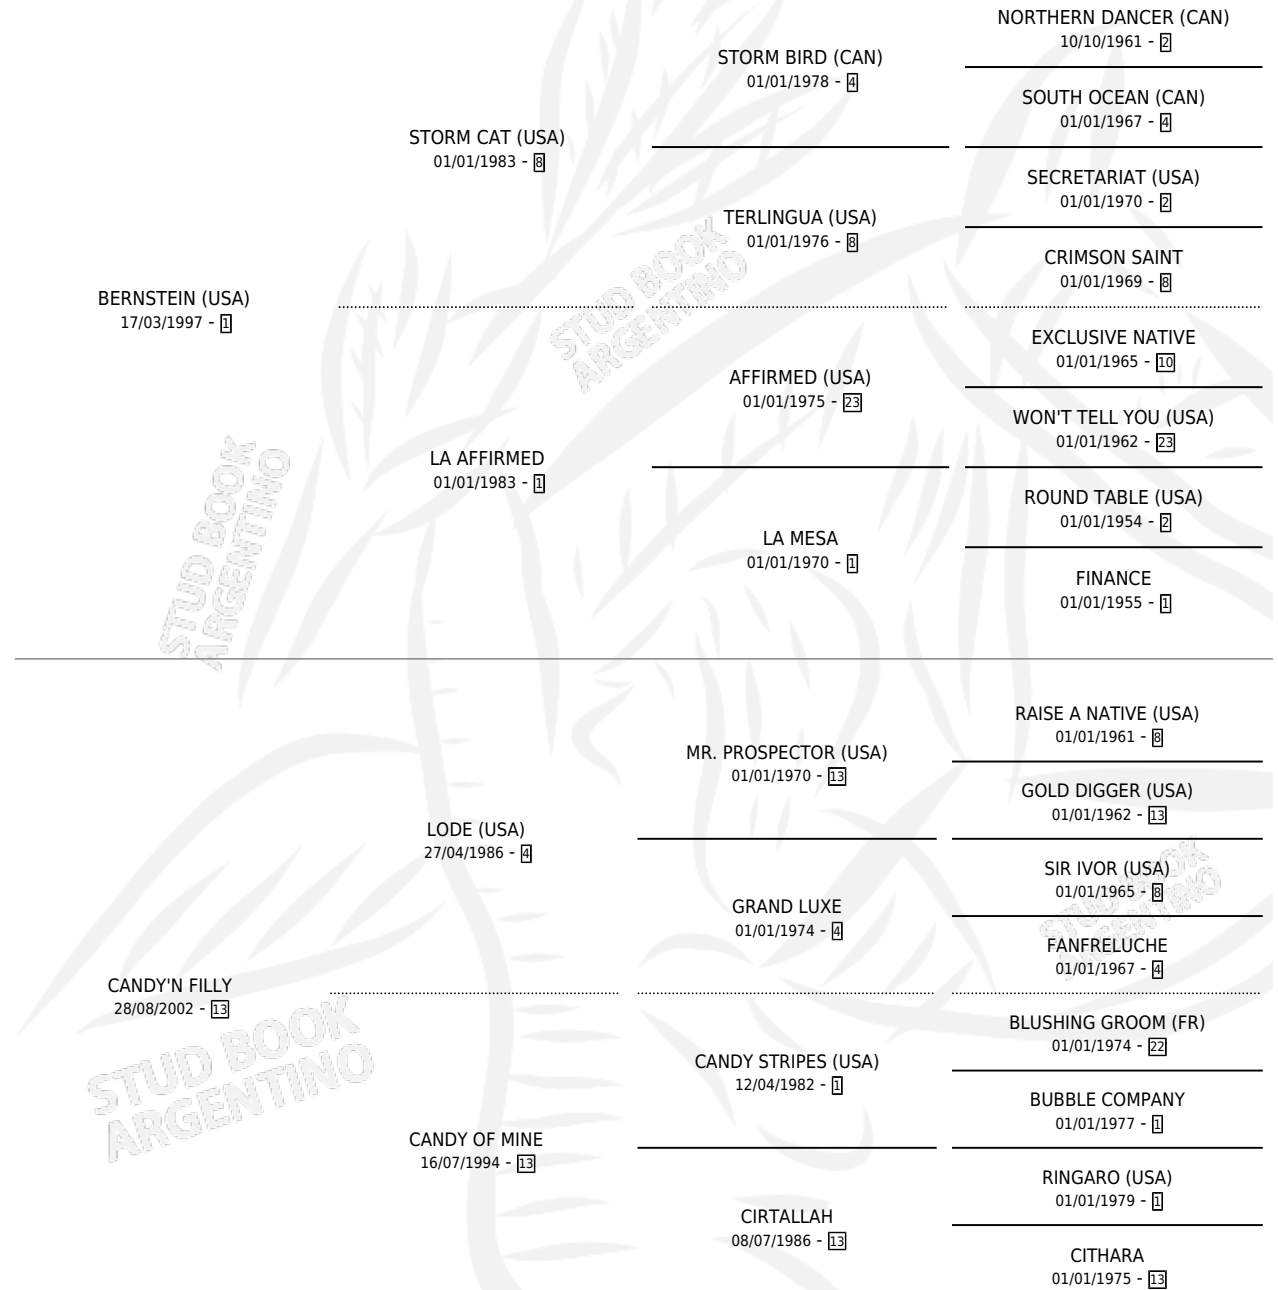 NORTHERN DANCER (CAN)
10/10/1961 - 2
STORM BIRD (CAN)
01/01/1978 - 4
SOUTH OCEAN (CAN)
01/01/1967 - 4
STORM CAT (USA)
01/01/1983 - 8
SECRETARIAT (USA)
01/01/1970 - 2
TERLINGUA (USA)
01/01/1976 - 8
CRIMSON SAINT
01/01/1969 - 8
BERNSTEIN (USA)
17/03/1997 - 1
EXCLUSIVE NATIVE
01/01/1965 - 10
AFFIRMED (USA)
01/01/1975 - 23
WON'T TELL YOU (USA)
01/01/1962 - 23
LA AFFIRMED
01/01/1983 - 1
ROUND TABLE (USA)
01/01/1954 - 2
LA MESA
01/01/1970 - 1
FINANCE
01/01/1955 - 1
STUD BOOK
ARGENTINO
STUD BOOK
ARGENTINO
RAISE A NATIVE (USA)
01/01/1961 - 8
MR. PROSPECTOR (USA)
01/01/1970 - 13
GOLD DIGGER (USA)
01/01/1962 - 13
LODE (USA)
27/04/1986 - 4
SIR IVOR (USA)
01/01/1965 - 8
GRAND LUXE
01/01/1974 - 4
FANFRELUCHE
01/01/1967 - 4
CANDY'N FILLY
28/08/2002 - 13
BLUSHING GROOM (FR)
01/01/1974 - 22
CANDY STRIPES (USA)
12/04/1982 - 1
BUBBLE COMPANY
01/01/1977 - 1
CANDY OF MINE
16/07/1994 - 13
RINGARO (USA)
01/01/1979 - 1
CIRTALLAH
08/07/1986 - 13
CITHARA
01/01/1975 - 13
STUD BOOK
ARGENTINO
STUD BOOK
ARGENTINO